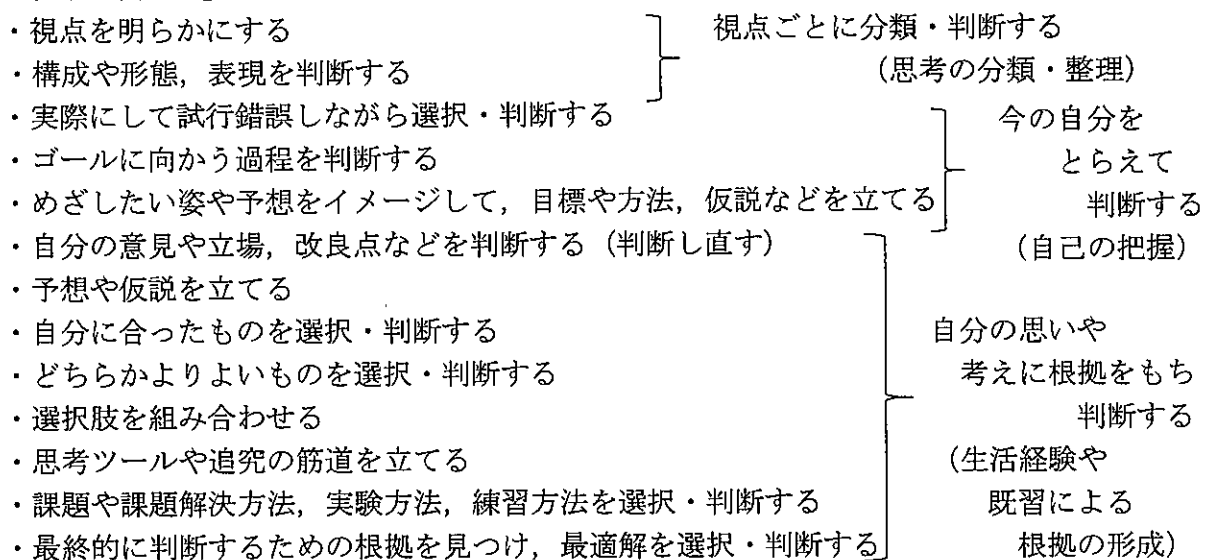 ・視点を明らかにする
・構成や形態，表現を判断する
・実際にして試行錯誤しながら選択・判断する
・ゴールに向かう過程を判断する
・めざしたい姿や予想をイメージして，目標や方法，仮説などを立てる
・自分の意見や立場，改良点などを判断する（判断し直す）
・予想や仮説を立てる
・自分に合ったものを選択・判断する
・どちらかよりよいものを選択・判断する
・選択肢を組み合わせる
・思考ツールや追究の筋道を立てる
・課題や課題解決方法，実験方法，練習方法を選択・判断する
・最終的に判断するための根拠を見つけ，最適解を選択・判断する
視点ごとに分類・判断する
（思考の分類・整理）
今の自分を
とらえて
判断する
（自己の把握）
自分の思いや
考えに根拠をもち
判断する
（生活経験や
既習による
根拠の形成）